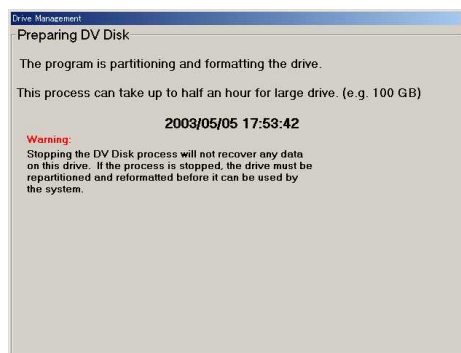 Drive Management
Preparing DV Disk
The program is partitioning and formatting the drive.
This process can take up to half an hour for large drive. (e.g. 100 GB)
2003/05/05 17:53:42
Warning:
Stopping the DV Disk process will not recover any data
on this drive. If the process is stopped, the drive must be
repartitioned and reformatted before it can be used by
the system.